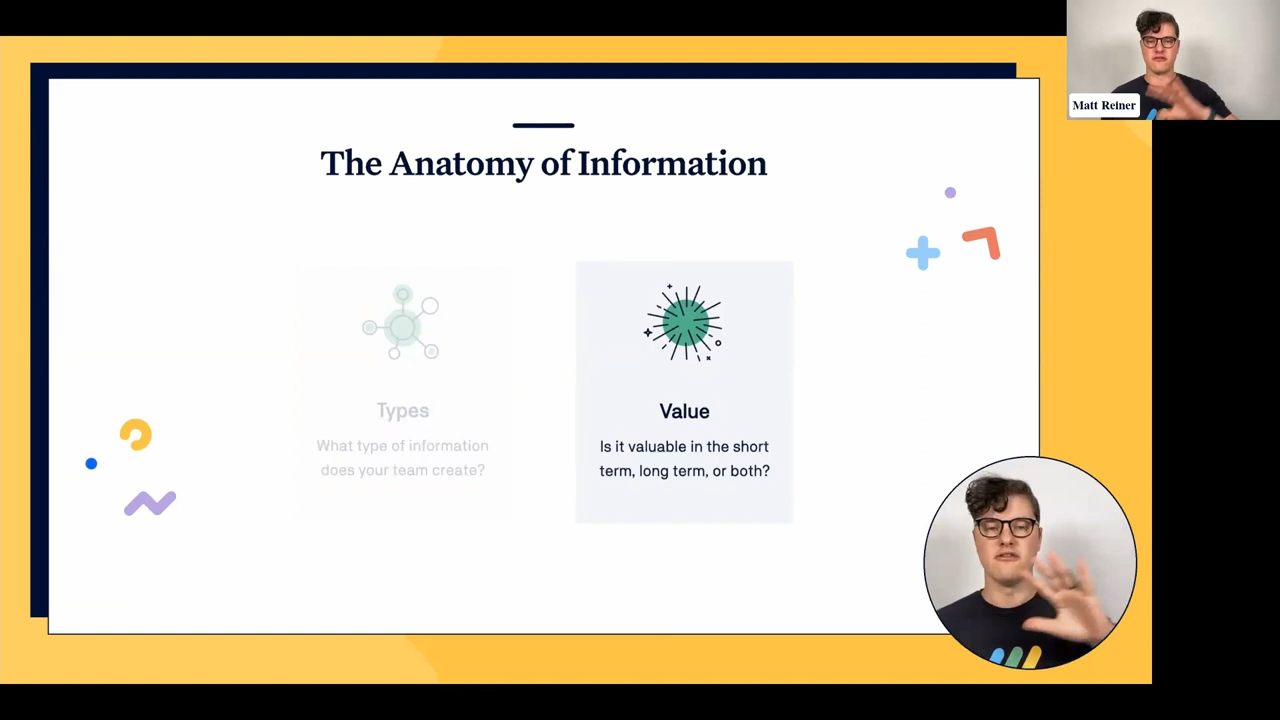 Matt Reiner
The Anatomy of Information
Types
What type of information
does your team create?
Value
Is it valuable in the short
term, long term, or both?